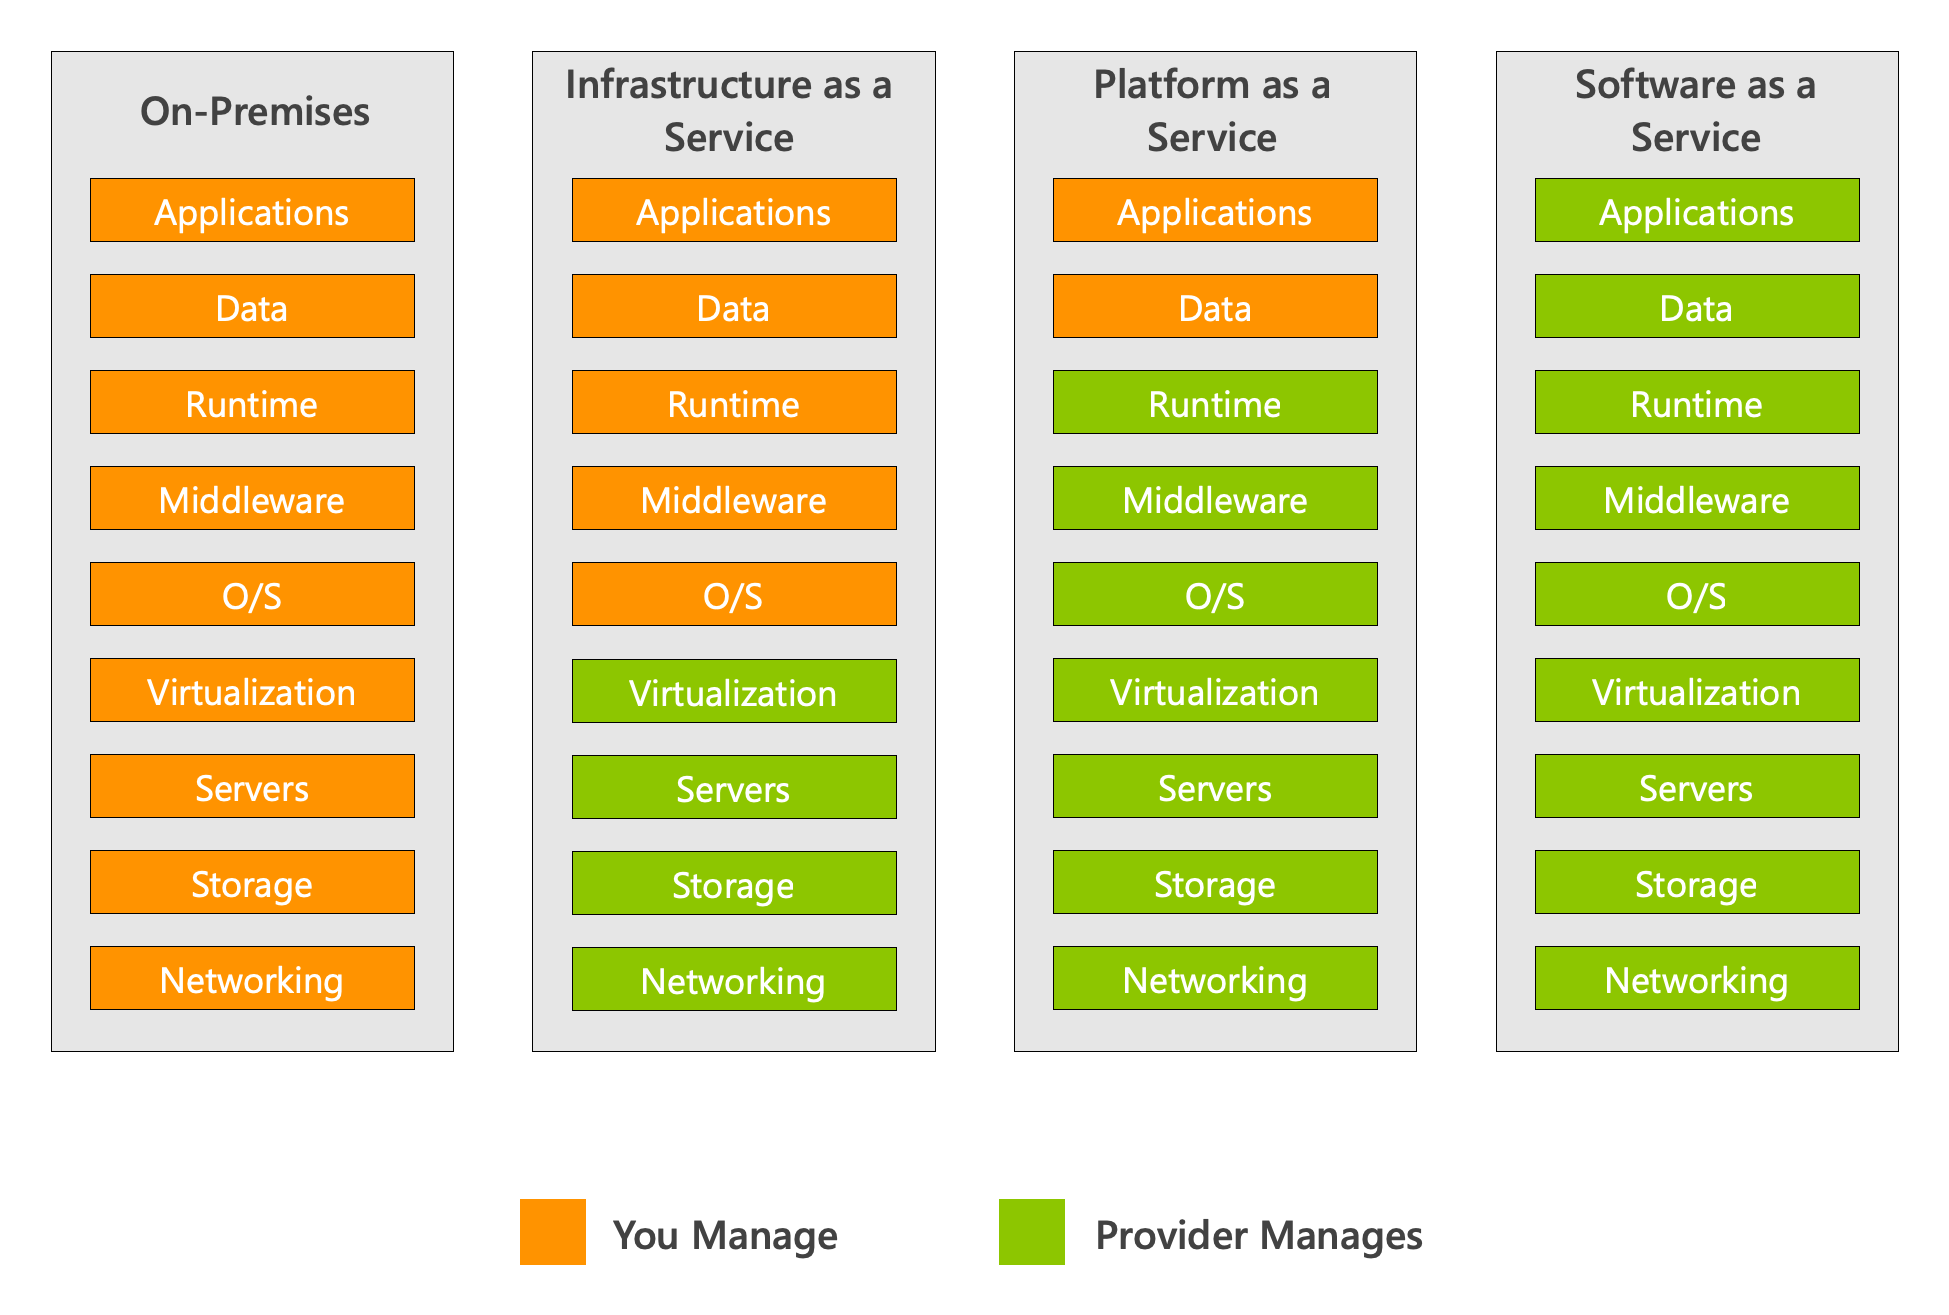 On-Premises
Applications
Data
Runtime
Middleware
O/S
Virtualization
Servers
Storage
Networking
Infrastructure as a
Service
Applications
Data
Runtime
Middleware
O/S
Virtualization
Servers
Storage
Networking
Platform as a
Service
Applications
Data
Runtime
Middleware
O/S
Virtualization
Servers
Storage
Networking
Software as a
Service
Applications
Data
Runtime
Middleware
O/S
Virtualization
Servers
Storage
Networking
You Manage
Provider Manages